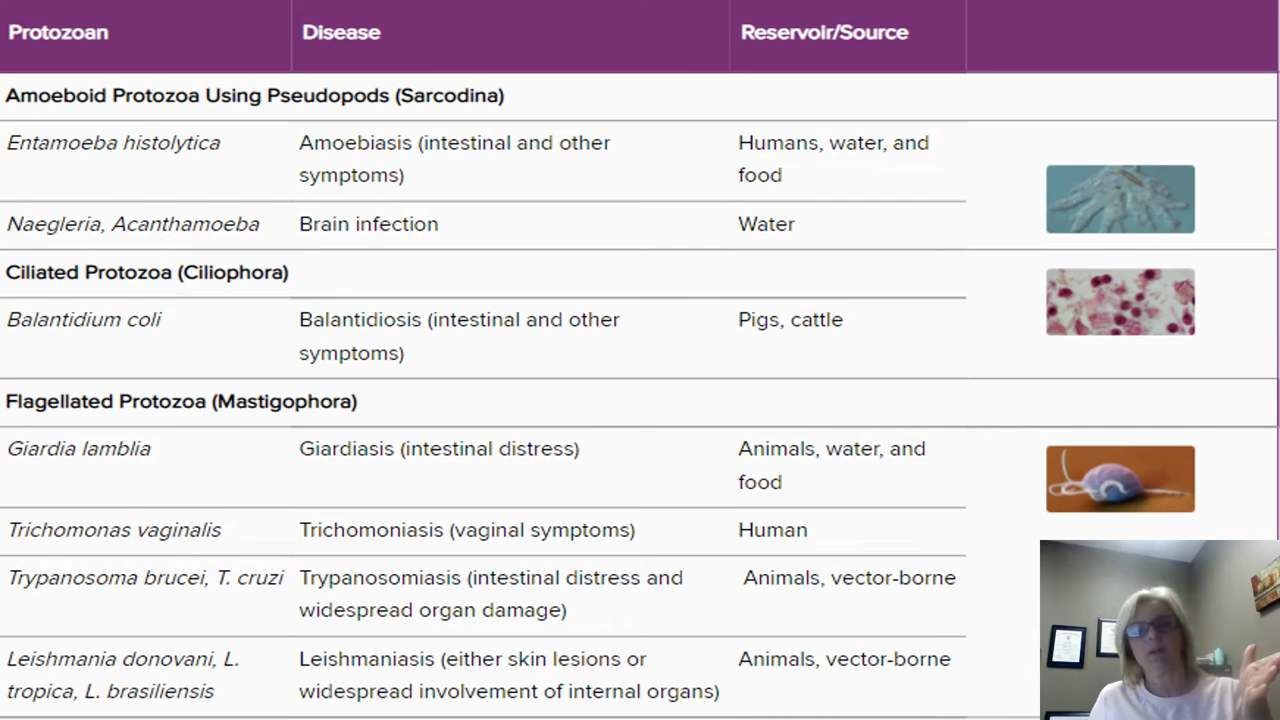 Protozoan Disease Reservoir/Source
Amoeboid Protozoa Using Pseudopods (Sarcodina)
Entamoeba histolytica Amoebiasis (intestinal and other Humans, water, and
symptoms) food
Naegleria, Acanthamoeba Brain infection Water
Ciliated Protozoa (Ciliophora)
Balantidium coli Balantidiosis (intestinal and other Pigs, cattle
symptoms)
Flagellated Protozoa (Mastigophora)
Giardia lamblia Giardiasis (intestinal distress) Animals, water, and
food
Trichomonas vaginalis Trichomoniasis (vaginal symptoms) Human
Trypanosoma brucei, T. cruzi Trypanosomiasis (intestinal distress and Animals, vector-borne
widespread organ damage)
Leishmania donovani, L. Leishmaniasis (either skin lesions or Animals, vector-borne
tropica, L. brasiliensis widespread involvement of internal organs)